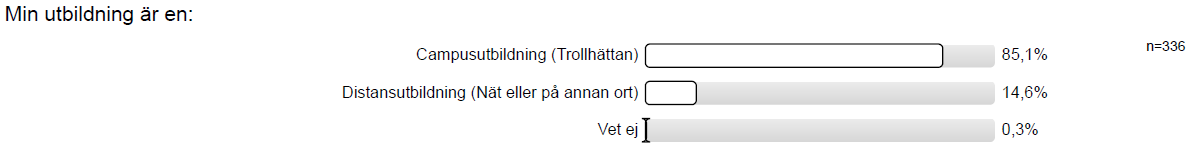 Min utbildning är en:
Campusutbildning (Trollhättan) 85,1% n=336
Distansutbildning (Nät eller på annan ort) 14,6%
Vet ej 0,3%